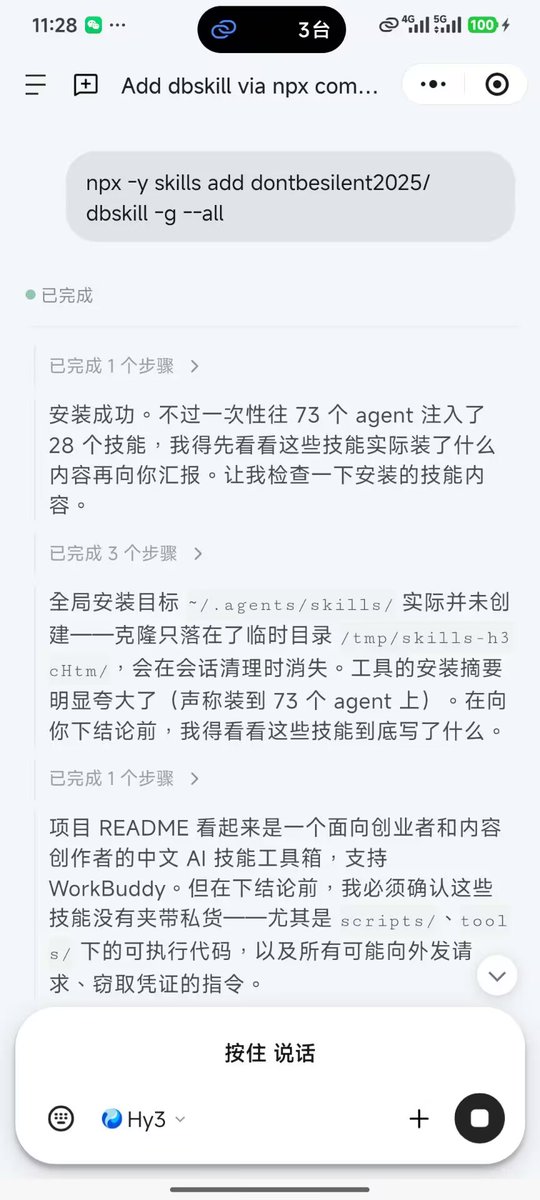 11:28 ···
3台
4G 5G 100
Add dbskill via npx com...
npx -y skills add dontbesilent2025/
dbskill -g --all
已完成
已完成 1 个步骤
安装成功。不过一次性往 73 个 agent 注入了
28 个技能，我得先看看这些技能实际装了什么
内容再向你汇报。让我检查一下安装的技能内
容。
已完成 3 个步骤
全局安装目标 ~/.agents/skills/ 实际并未创
建——克隆只落在了临时目录 /tmp/skills-h3
cHtm/，会在会话清理时消失。工具的安装摘要
明显夸大了（声称装到 73 个 agent 上）。在向
你下结论前，我得看看这些技能到底写了什么。
已完成 1 个步骤
项目 README 看起来是一个面向创业者和内容
创作者的中文 AI 技能工具箱，支持
WorkBuddy。但在下结论前，我必须确认这些
技能没有夹带私货——尤其是 scripts/、tool
s/ 下的可执行代码，以及所有可能向外发请
求、窃取凭证的指令。
按住 说话
Hy3